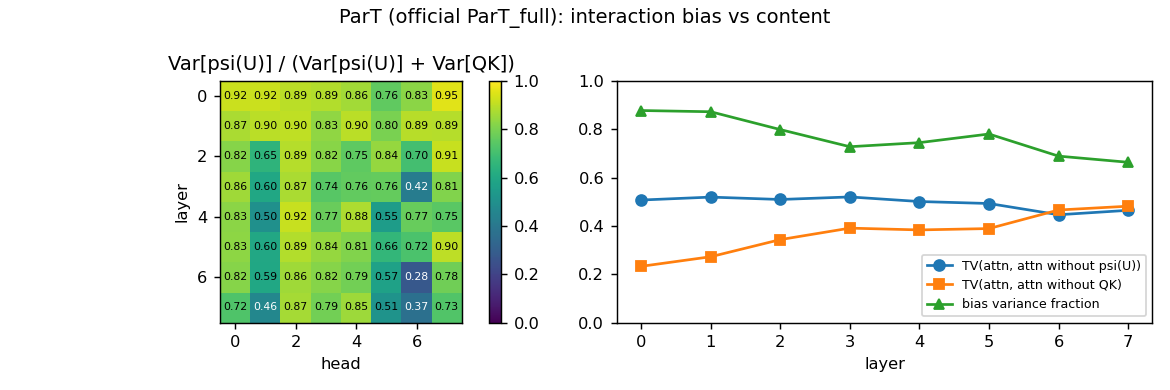 ParT (official ParT_full): interaction bias vs content
Var[psi(U)] / (Var[psi(U)] + Var[QK])
0 0.92 0.92 0.89 0.89 0.86 0.76 0.83 0.95
0.87 0.90 0.90 0.83 0.90 0.80 0.89 0.89
2 0.82 0.65 0.89 0.82 0.75 0.84 0.70 0.91
0.86 0.60 0.87 0.74 0.76 0.76 0.42 0.81
4 0.83 0.50 0.92 0.77 0.88 0.55 0.77 0.75
0.83 0.60 0.89 0.84 0.81 0.66 0.72 0.90
6 0.82 0.59 0.86 0.82 0.79 0.57 0.28 0.78
0.72 0.46 0.87 0.79 0.85 0.51 0.37 0.73
0 2 4 6
head
layer
1.0
0.8
0.6
0.4
0.2
0.0
1.0
0.8
0.6
0.4
0.2
0.0
TV(attn, attn without psi(U))
TV(attn, attn without QK)
bias variance fraction
0 1 2 3 4 5 6 7
layer